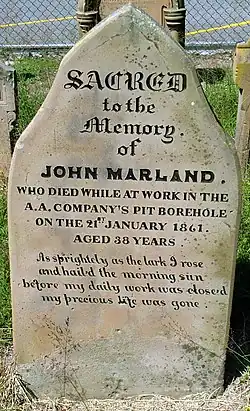 SACRED
to the
Memory.
of
JOHN MARLAND.
WHO DIED WHILE AT WORK IN THE
A.A. COMPANY'S PIT BOREHOLE
ON THE 21ST JANUARY 1861.
AGED 38 YEARS
As sprightely as the lark I rose
and hail'd the morning sun
before my daily work was closed
my precious life was gone.